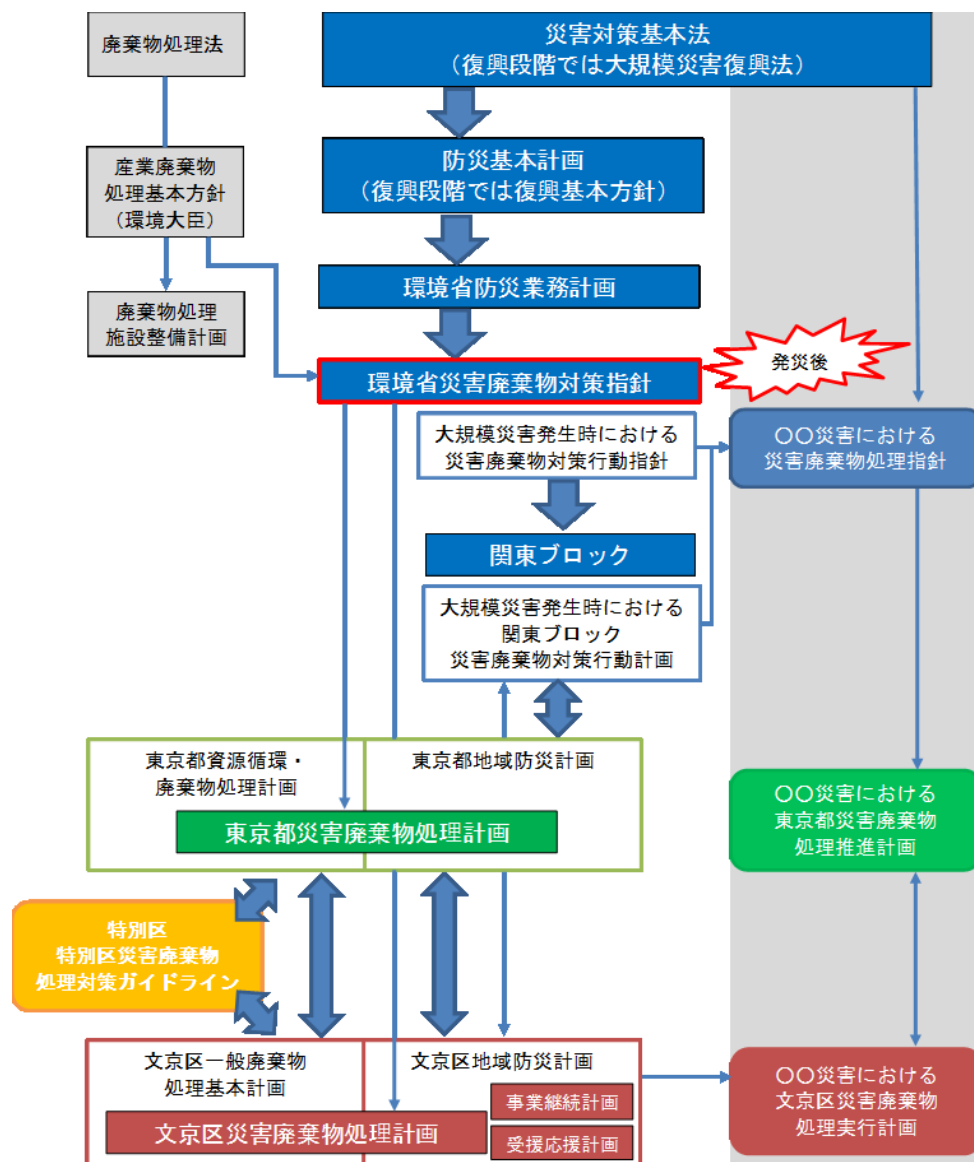 廃棄物処理法
災害対策基本法
（復興段階では大規模災害復興法）
産業廃棄物
処理基本方針
（環境大臣）
防災基本計画
（復興段階では復興基本方針）
廃棄物処理
施設整備計画
環境省防災業務計画
環境省災害廃棄物対策指針
発災後
大規模災害発生時における
災害廃棄物対策行動指針
〇〇災害における
災害廃棄物処理指針
関東ブロック
大規模災害発生時における
関東ブロック
災害廃棄物対策行動計画
東京都資源循環・
廃棄物処理計画
東京都地域防災計画
東京都災害廃棄物処理計画
〇〇災害における
東京都災害廃棄物
処理推進計画
特別区
特別区災害廃棄物
処理対策ガイドライン
文京区一般廃棄物
処理基本計画
文京区地域防災計画
事業継続計画
文京区災害廃棄物処理計画
受援応援計画
〇〇災害における
文京区災害廃棄物
処理実行計画